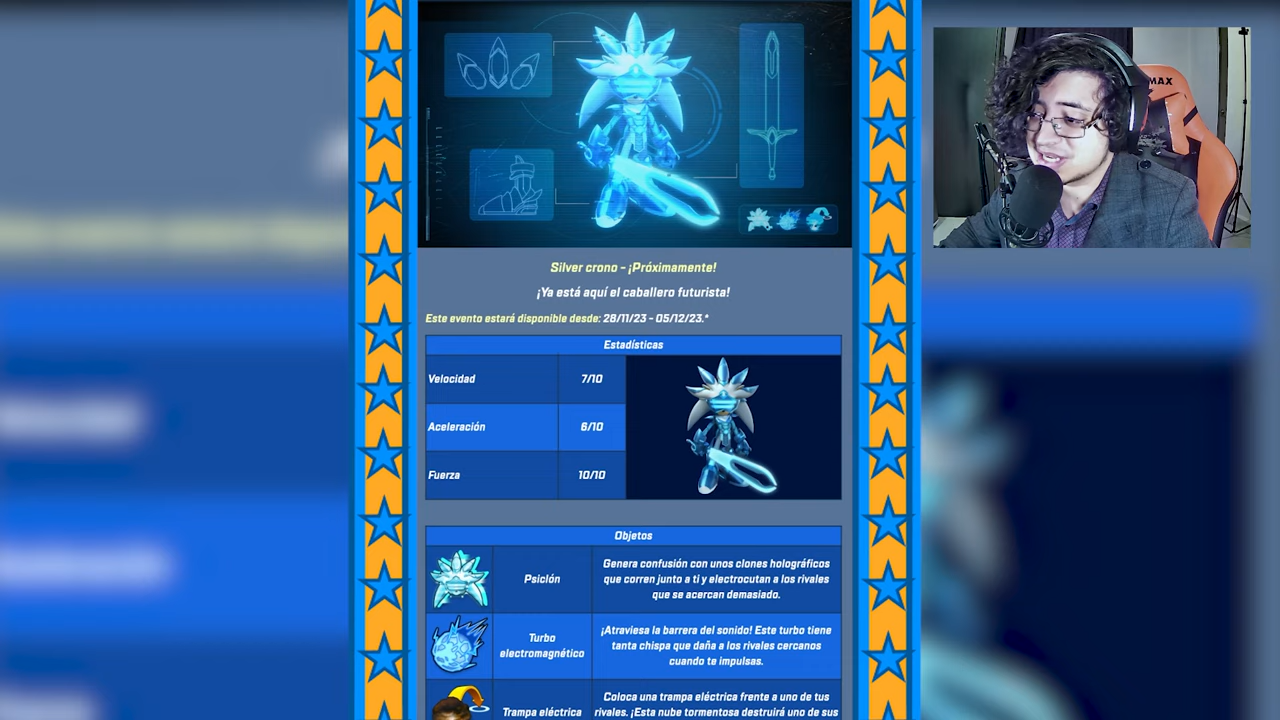 Silver crono - ¡Próximamente!
¡Ya está aquí el caballero futurista!
Este evento estará disponible desde: 28/11/23 - 05/12/23.*
Estadísticas
Velocidad 7/10
Aceleración 6/10
Fuerza 10/10
Objetos
Psiclón
Genera confusión con unos clones holográficos
que corren junto a ti y electrocutan a los rivales
que se acercan demasiado.
Turbo
electromagnético
¡Atraviesa la barrera del sonido! Este turbo tiene
tanta chispa que daña a los rivales cercanos
cuando te impulsas.
Trampa eléctrica
Coloca una trampa eléctrica frente a uno de tus
rivales. ¡Esta nube tormentosa destruirá uno de sus
MAX